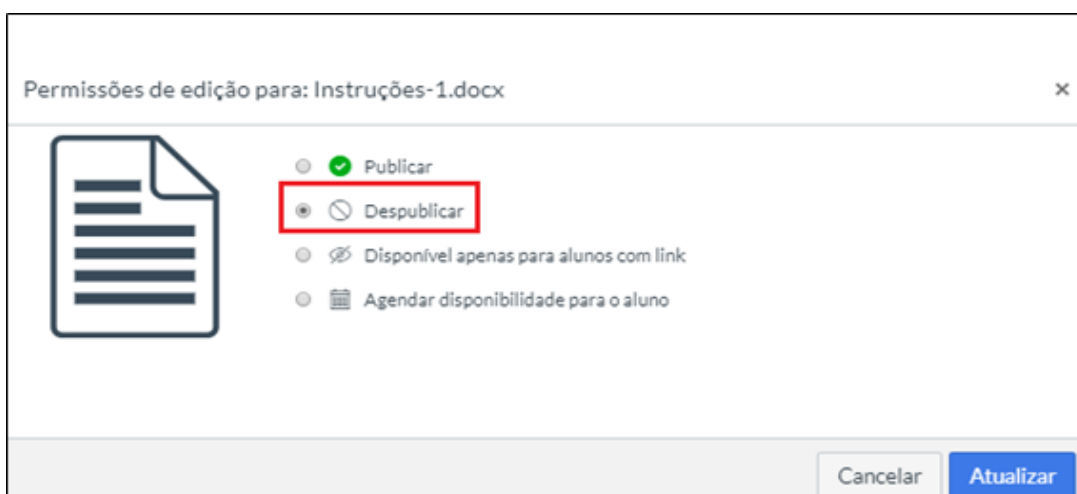 Permissões de edição para: Instruções-1.docx
×
Publicar
Despublicar
Disponível apenas para alunos com link
Agendar disponibilidade para o aluno
Cancelar
Atualizar